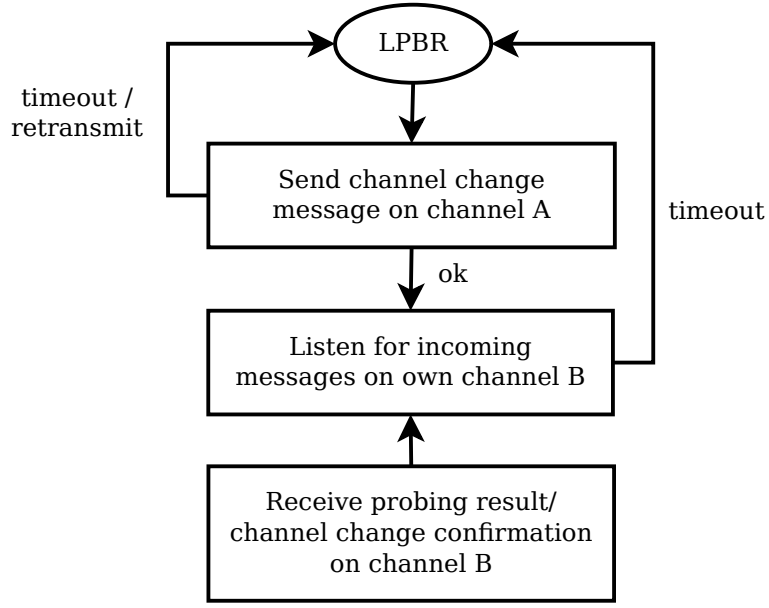 LPBR
timeout /
retransmit
Send channel change
message on channel A
timeout
ok
Listen for incoming
messages on own channel B
Receive probing result/
channel change confirmation
on channel B